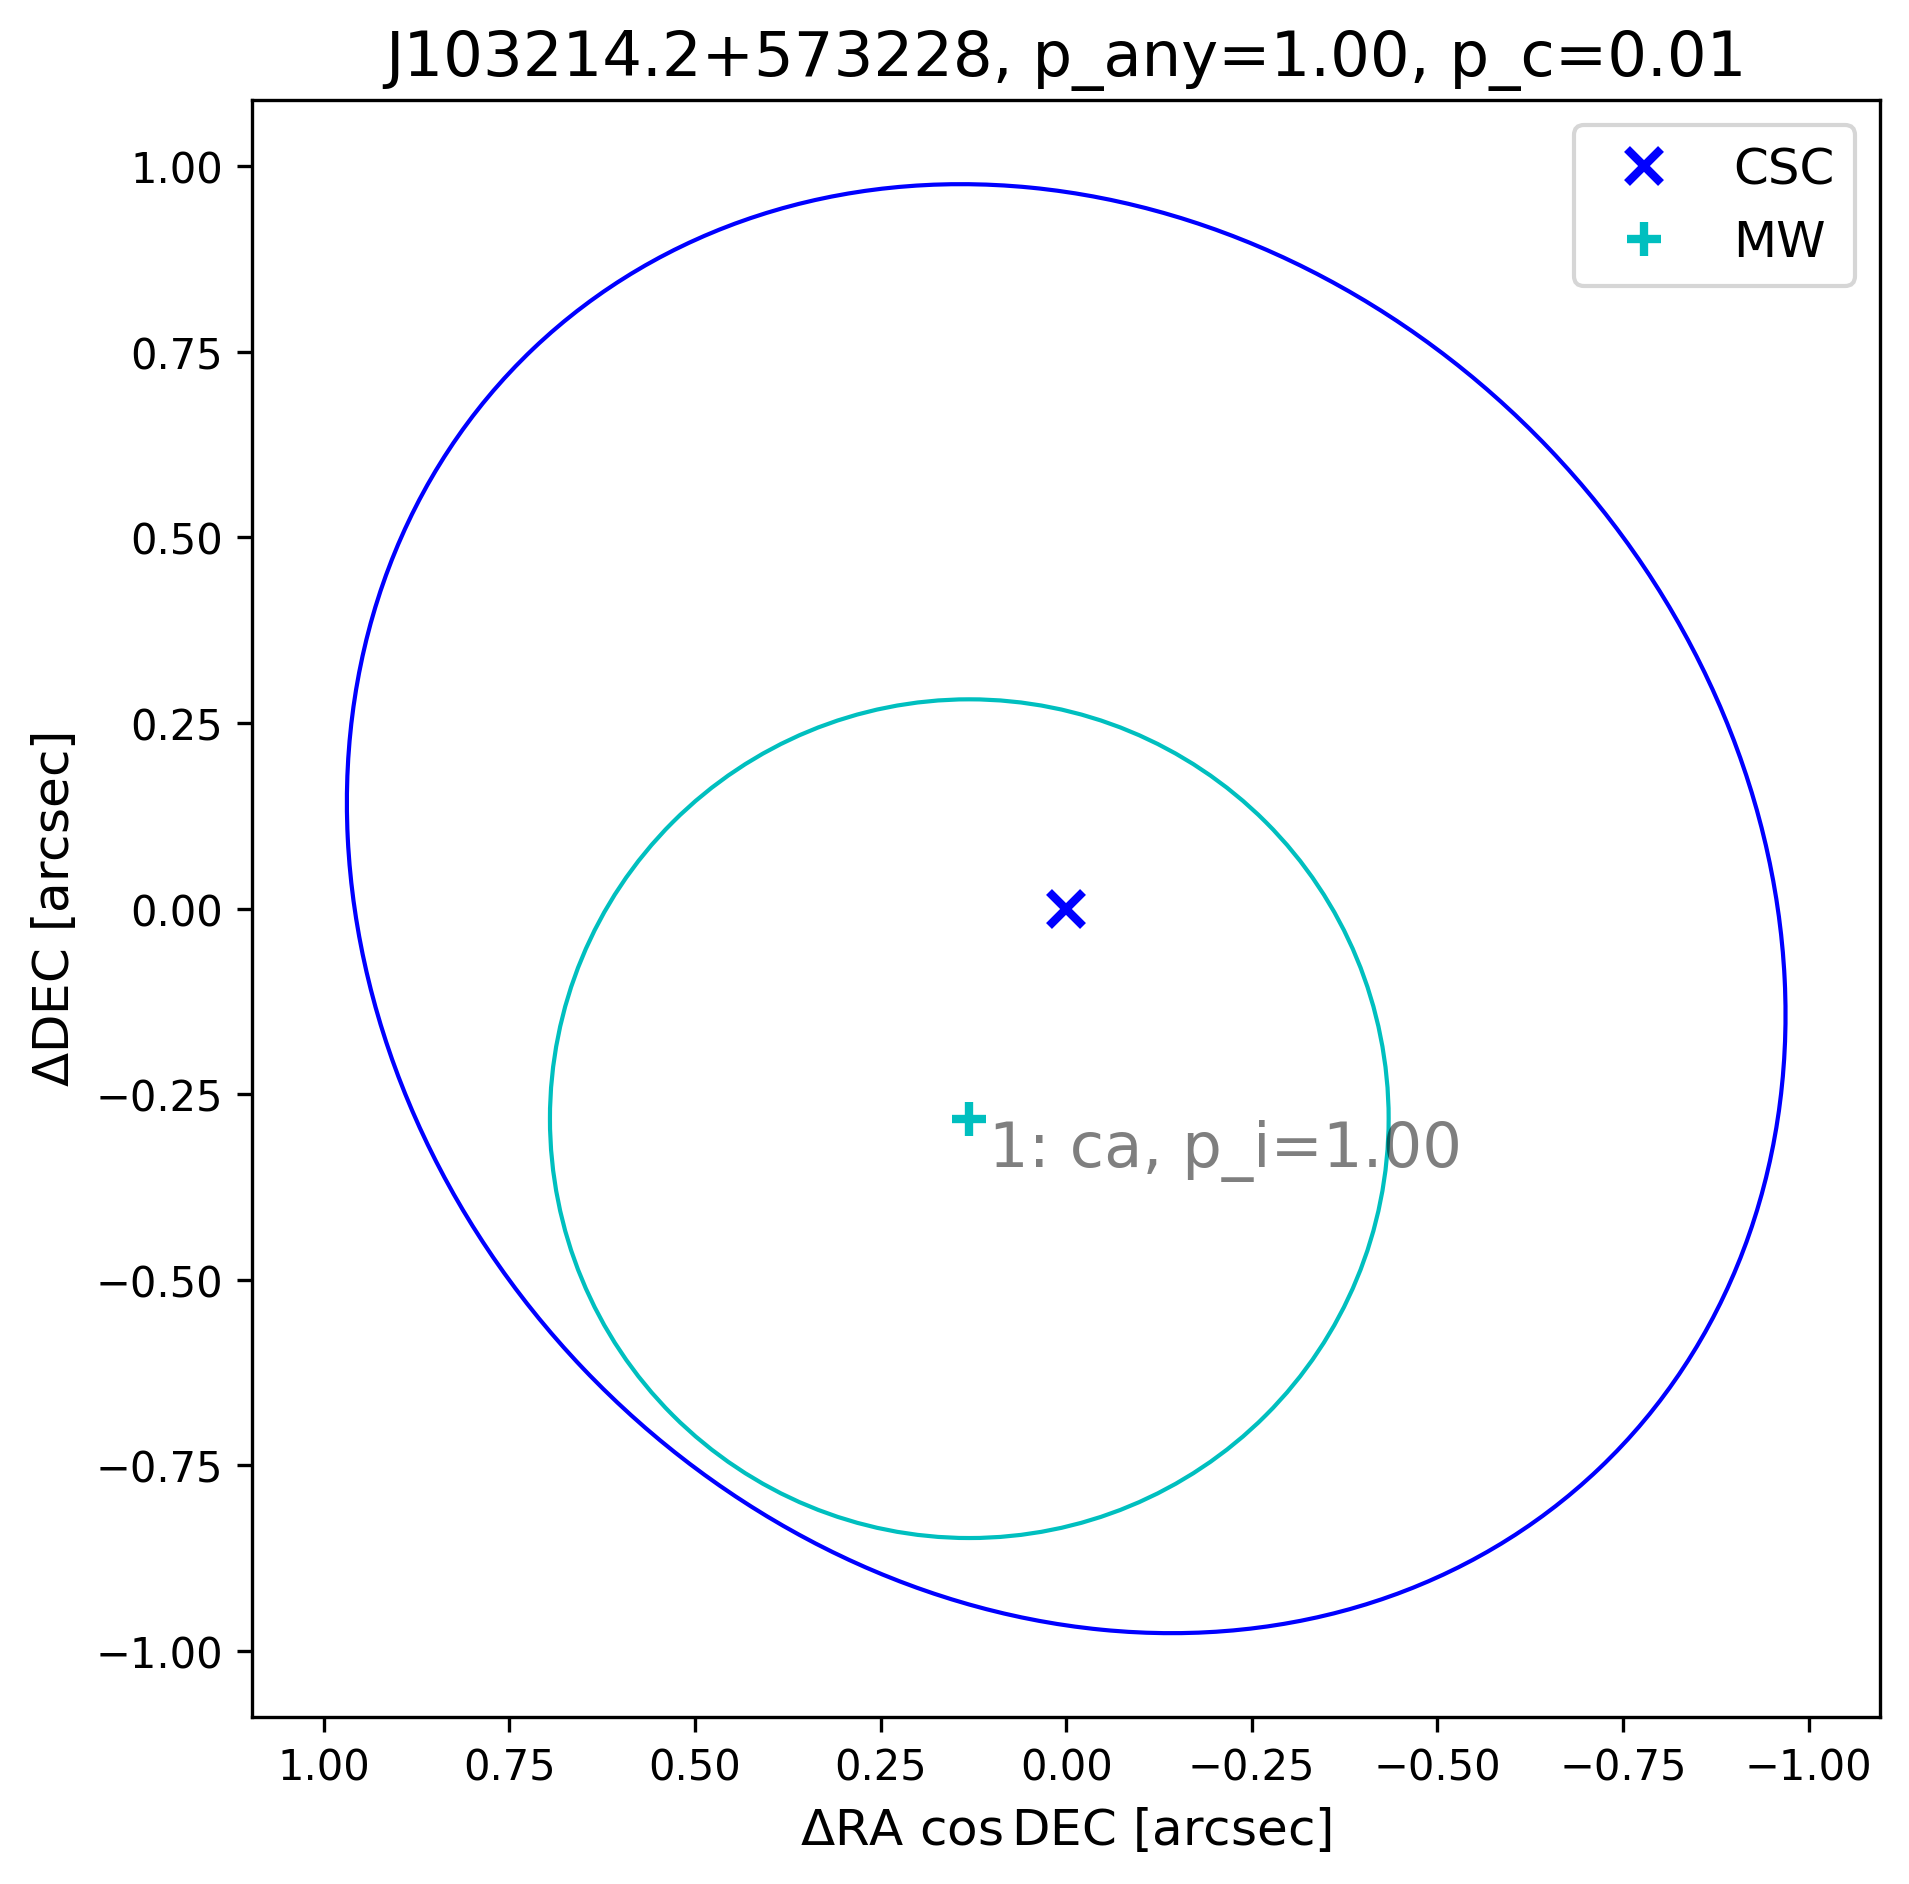 J103214.2+573228, p_any=1.00, p_c=0.01
CSC
MW
1.00
0.75
0.50
0.25
0.00
−0.25
−0.50
−0.75
−1.00
ΔDEC [arcsec]
1: ca, p_i=1.00
1.00 0.75 0.50 0.25 0.00 −0.25 −0.50 −0.75 −1.00
ΔRA cos DEC [arcsec]